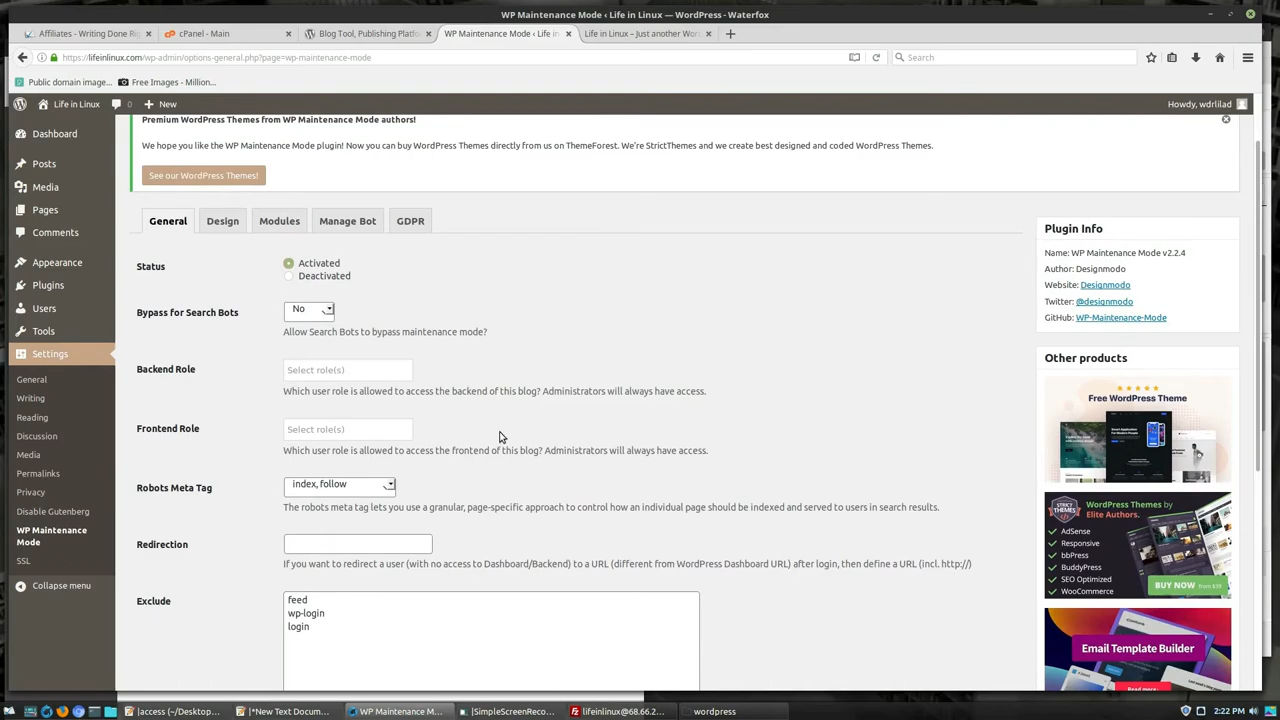 WP Maintenance Mode ‹ Life in Linux — WordPress - Waterfox
Affiliates - Writing Done Rig
cPanel - Main
Blog Tool, Publishing Platfo
WP Maintenance Mode ‹ Life in
Life in Linux – Just another Wor
https://lifeinlinux.com/wp-admin/options-general.php?page=wp-maintenance-mode
Search
Public domain image...
Free Images - Million...
Life in Linux
0
New
Howdy, wdrlilad
Dashboard
Posts
Media
Pages
Comments
Appearance
Plugins
Users
Tools
Settings
General
Writing
Reading
Discussion
Media
Permalinks
Privacy
Disable Gutenberg
WP Maintenance
Mode
SSL
Collapse menu
Premium WordPress Themes from WP Maintenance Mode authors!
We hope you like the WP Maintenance Mode plugin! Now you can buy WordPress Themes directly from us on ThemeForest. We're StrictThemes and we create best designed and coded WordPress Themes.
See our WordPress Themes!
General
Design
Modules
Manage Bot
GDPR
Status
Activated
Deactivated
Bypass for Search Bots
No
Allow Search Bots to bypass maintenance mode?
Backend Role
Select role(s)
Which user role is allowed to access the backend of this blog? Administrators will always have access.
Frontend Role
Select role(s)
Which user role is allowed to access the frontend of this blog? Administrators will always have access.
Robots Meta Tag
index, follow
The robots meta tag lets you use a granular, page-specific approach to control how an individual page should be indexed and served to users in search results.
Redirection
If you want to redirect a user (with no access to Dashboard/Backend) to a URL (different from WordPress Dashboard URL) after login, then define a URL (incl. http://)
Exclude
feed
wp-login
login
Plugin Info
Name: WP Maintenance Mode v2.2.4
Author: Designmodo
Website: Designmodo
Twitter: @designmodo
GitHub: WP-Maintenance-Mode
Other products
Free WordPress Theme
STRICT THEMES
WordPress Themes by
Elite Authors.
AdSense
Responsive
bbPress
BuddyPress
SEO Optimized
WooCommerce
BUY NOW from $39
Email Template
Builder
Read more...
[access (~/Desktop...
[*New Text Docum...
WP Maintenance M...
[SimpleScreenReco...
lifeinlinux@68.66.2...
wordpress
2:22 PM